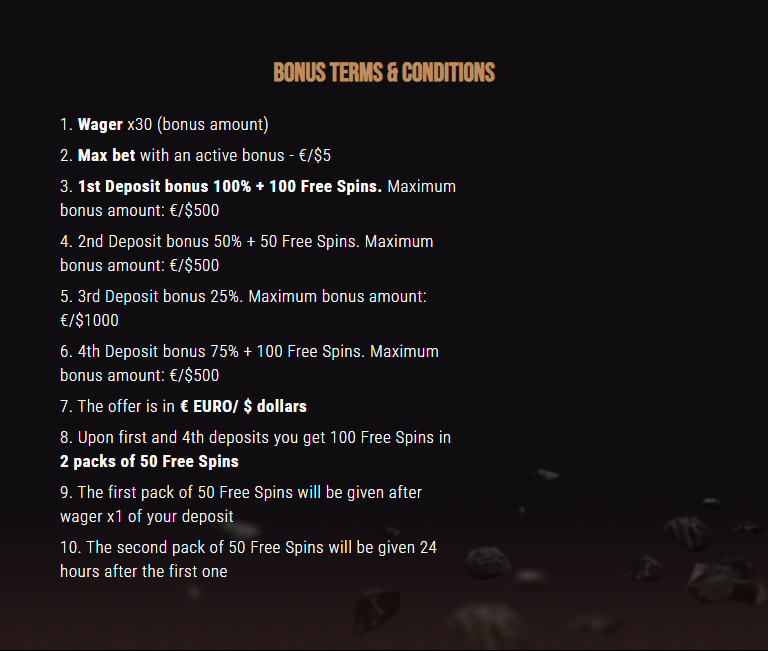 BONUS TERMS & CONDITIONS
1. Wager x30 (bonus amount)
2. Max bet with an active bonus - €/$5
3. 1st Deposit bonus 100% + 100 Free Spins. Maximum
bonus amount: €/$500
4. 2nd Deposit bonus 50% + 50 Free Spins. Maximum
bonus amount: €/$500
5. 3rd Deposit bonus 25%. Maximum bonus amount:
€/$1000
6. 4th Deposit bonus 75% + 100 Free Spins. Maximum
bonus amount: €/$500
7. The offer is in € EURO/ $ dollars
8. Upon first and 4th deposits you get 100 Free Spins in
2 packs of 50 Free Spins
9. The first pack of 50 Free Spins will be given after
wager x1 of your deposit
10. The second pack of 50 Free Spins will be given 24
hours after the first one